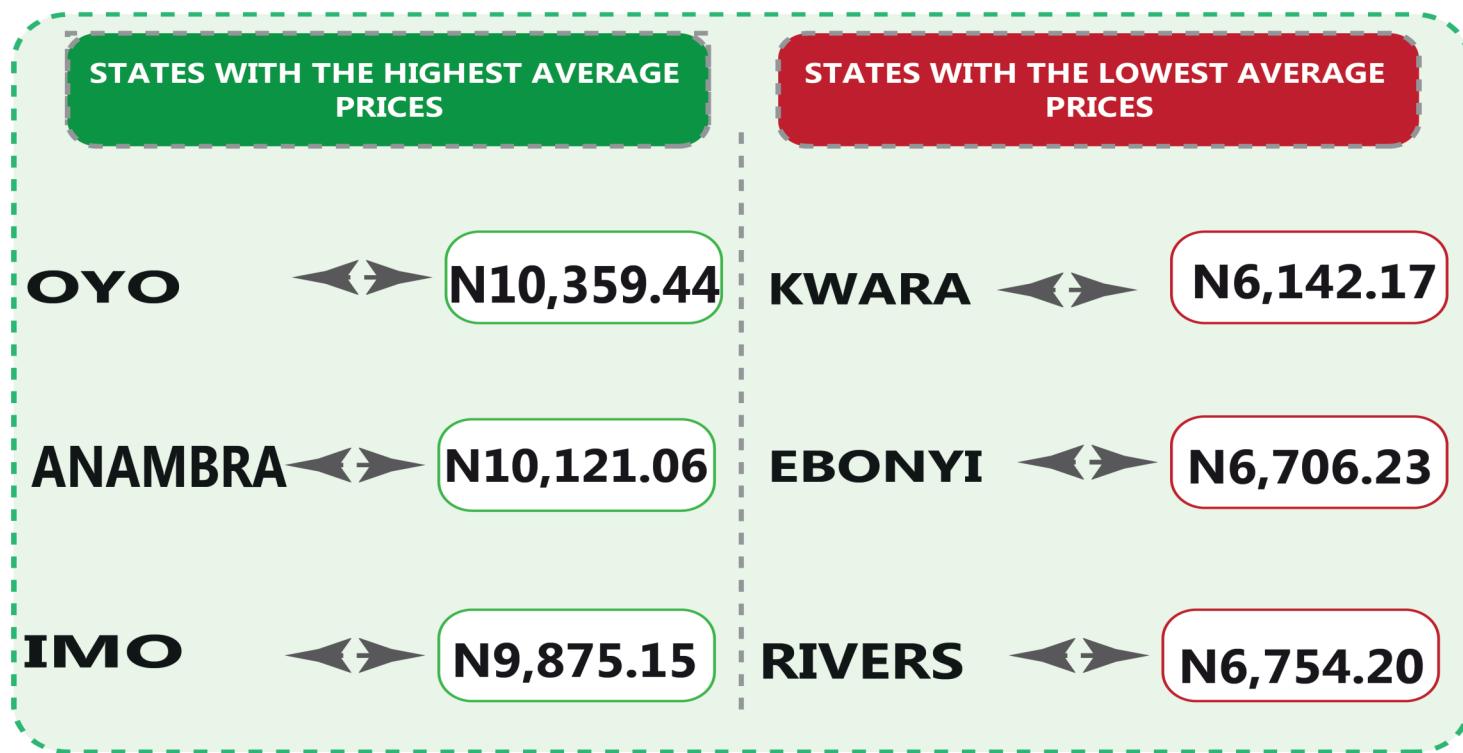 STATES WITH THE HIGHEST AVERAGE
PRICES
OYO N10,359.44
ANAMBRA N10,121.06
IMO N9,875.15
STATES WITH THE LOWEST AVERAGE
PRICES
KWARA N6,142.17
EBONYI N6,706.23
RIVERS N6,754.20